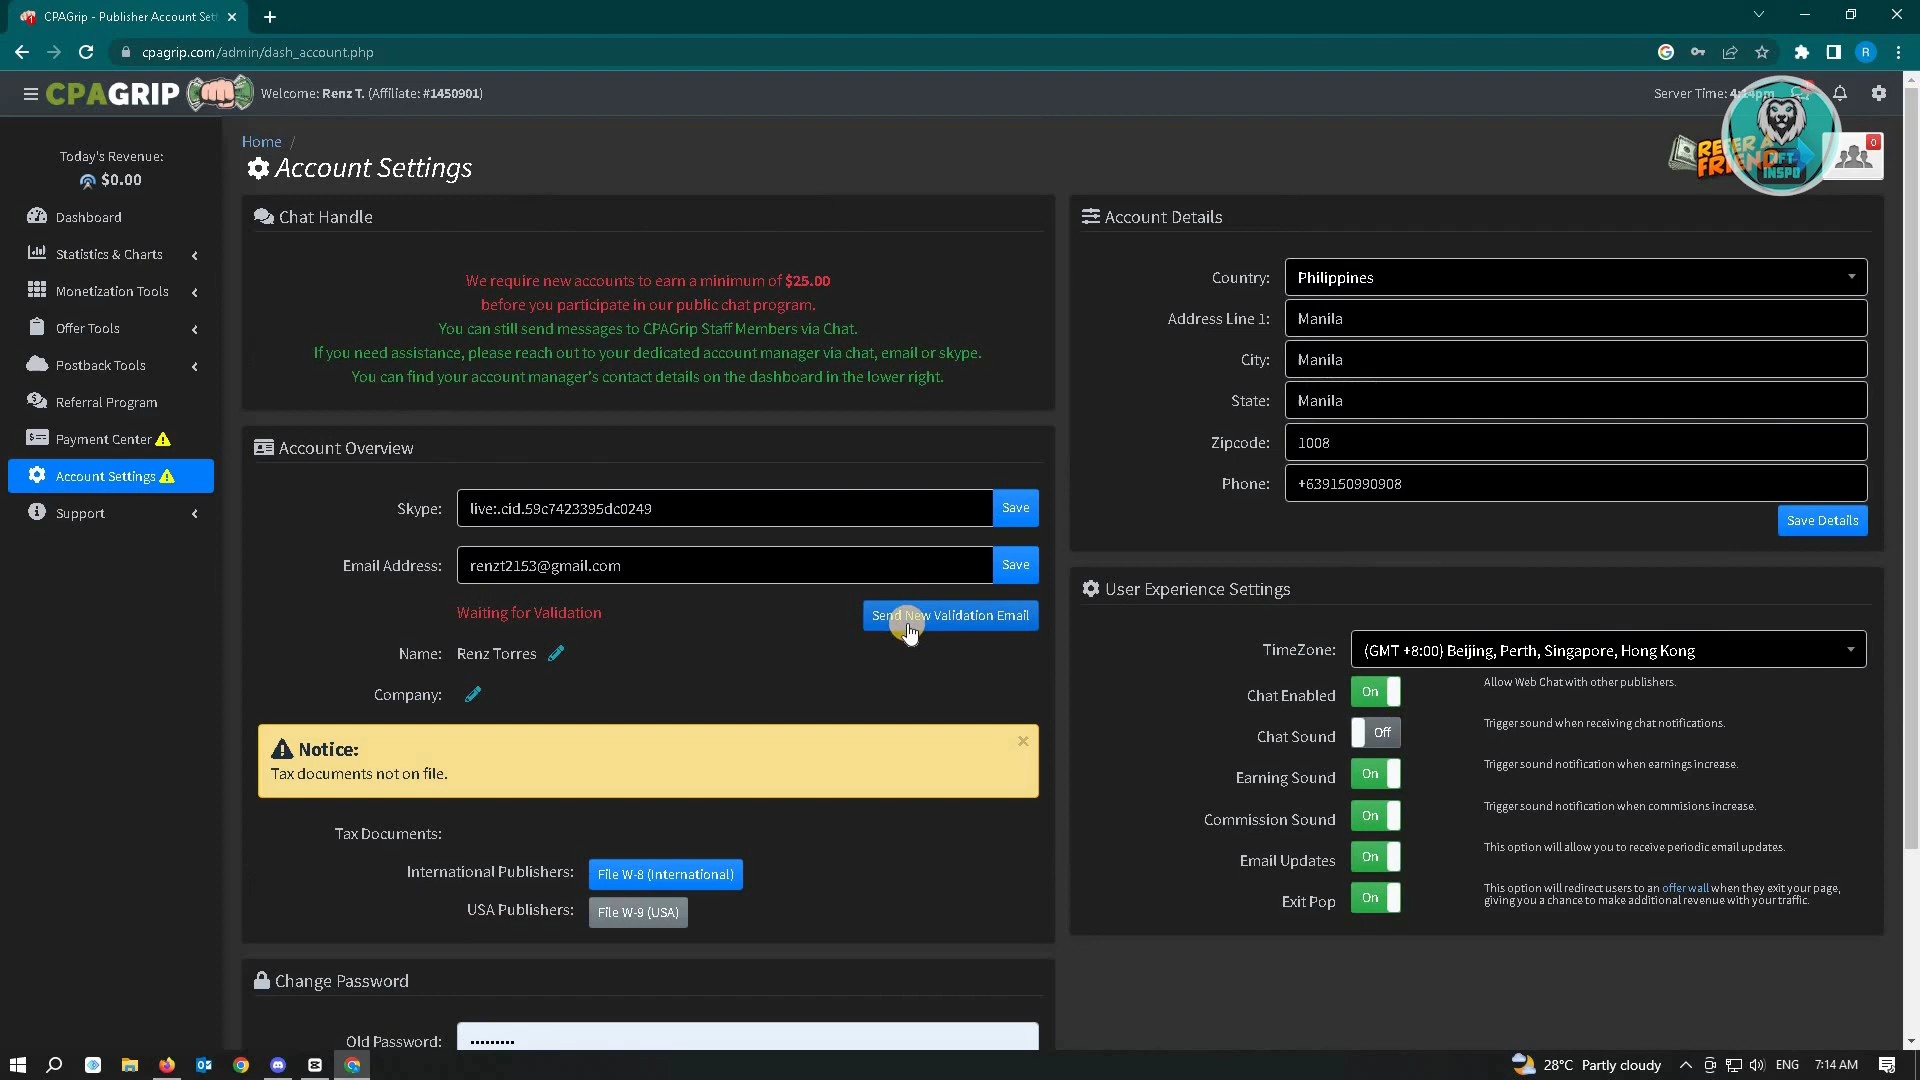 CPAGrip - Publisher Account Sett
cpagrip.com/admin/dash_account.php
R
CPAGRIP
Welcome: Renz T. (Affiliate: #1450901)
Server Time: 4:14pm
Today's Revenue:
$0.00
Dashboard
Statistics & Charts
Monetization Tools
Offer Tools
Postback Tools
Referral Program
Payment Center
Account Settings
Support
Home /
Account Settings
REFER A
FRIEND
INSPO
0
Chat Handle
We require new accounts to earn a minimum of $25.00
before you participate in our public chat program.
You can still send messages to CPAGrip Staff Members via Chat.
If you need assistance, please reach out to your dedicated account manager via chat, email or skype.
You can find your account manager's contact details on the dashboard in the lower right.
Account Overview
Skype: live:.cid.59c7423395dc0249 Save
Email Address: renzt2153@gmail.com Save
Waiting for Validation Send New Validation Email
Name: Renz Torres
Company:
Notice:
Tax documents not on file.
Tax Documents:
International Publishers: File W-8 (International)
USA Publishers: File W-9 (USA)
Change Password
Old Password:
Account Details
Country: Philippines
Address Line 1: Manila
City: Manila
State: Manila
Zipcode: 1008
Phone: +639150990908
Save Details
User Experience Settings
TimeZone: (GMT +8:00) Beijing, Perth, Singapore, Hong Kong
Chat Enabled On Allow Web Chat with other publishers.
Chat Sound Off Trigger sound when receiving chat notifications.
Earning Sound On Trigger sound notification when earnings increase.
Commission Sound On Trigger sound notification when commisions increase.
Email Updates On This option will allow you to receive periodic email updates.
Exit Pop On This option will redirect users to an offer wall when they exit your page,
giving you a chance to make additional revenue with your traffic.
28°C Partly cloudy
ENG
7:14 AM